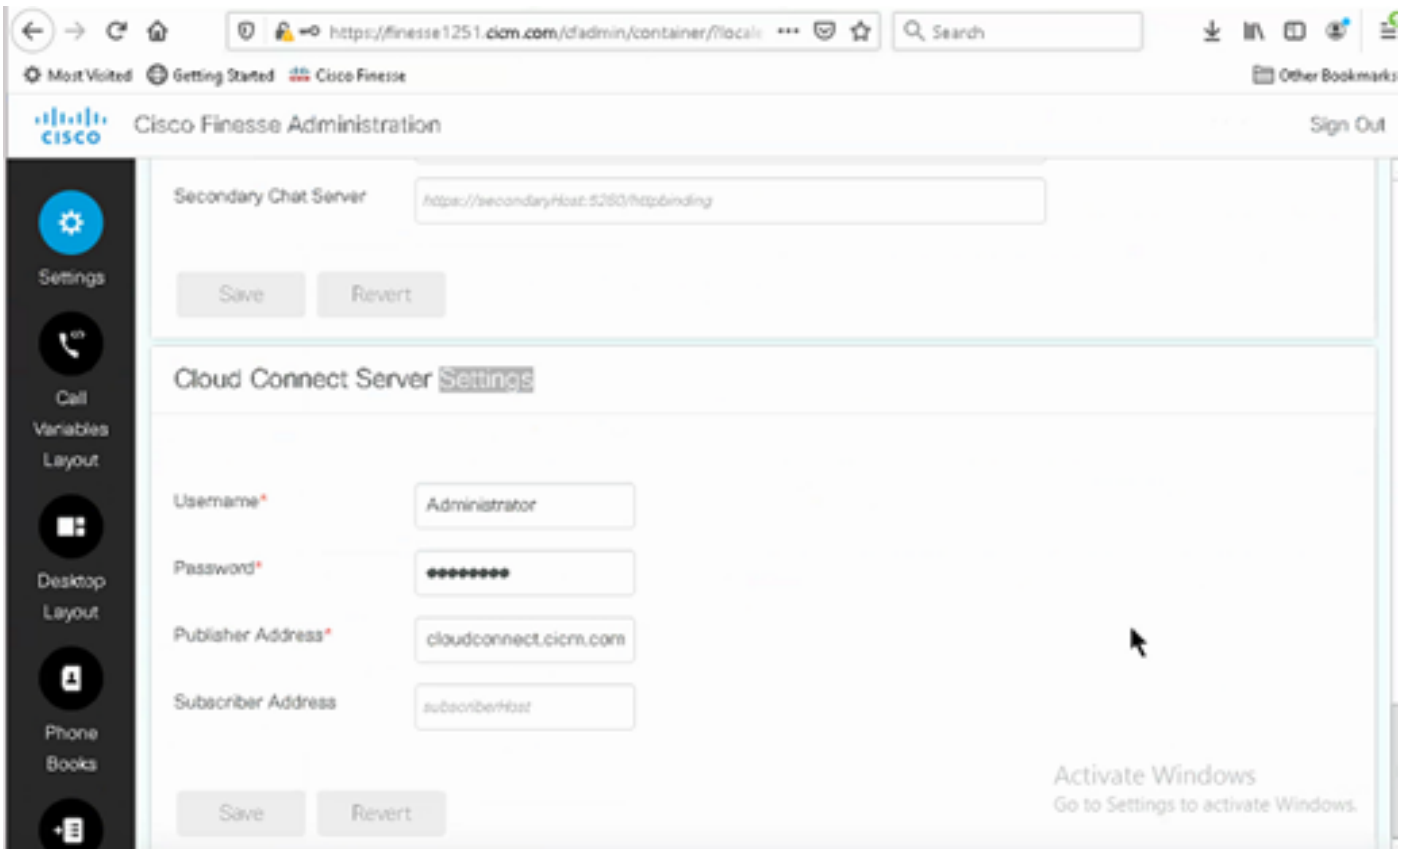 https://finesse1251.cicm.com/cfadmin/container/?locale
Search
Most Visited
Getting Started
Cisco Finesse
Other Bookmarks
CISCO
Cisco Finesse Administration
Sign Out
Secondary Chat Server
https://secondaryHost:5280/httpbinding
Settings
Save
Revert
Call
Variables
Layout
Cloud Connect Server Settings
Username*
Administrator
Desktop
Layout
Password*
••••••••
Publisher Address*
cloudconnect.cicm.com
Subscriber Address
subscriberHost
Phone
Books
Save
Revert
Activate Windows
Go to Settings to activate Windows.